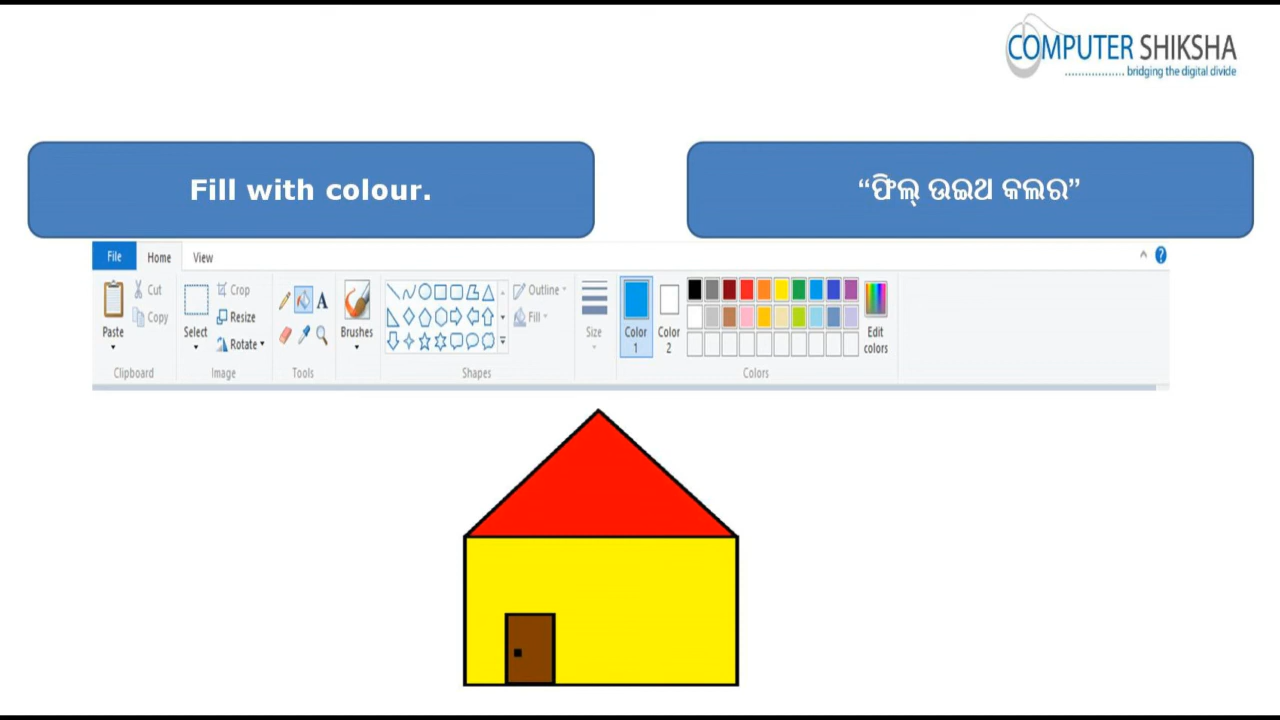 COMPUTER SHIKSHA
bridging the digital divide
Fill with colour.
“ଫିଲ୍ ଉଇଥ କଲର”
File Home View
Cut
Copy
Paste
Clipboard
Crop
Resize
Rotate
Select
Image
A
Tools
Brushes
Outline
Fill
Shapes
Size
Color 1
Color 2
Edit colors
Colors
?